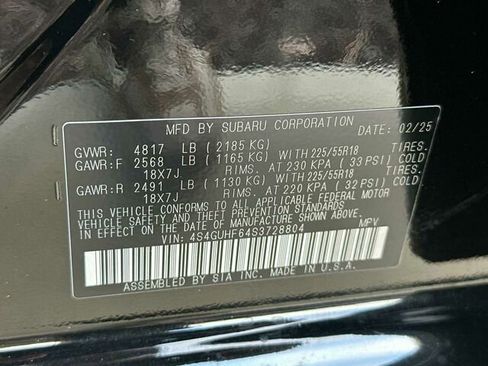 MFD BY SUBARU CORPORATION DATE: 02/25
GVWR: 4817 LB (2185 KG)
GAWR:F 2568 LB (1165 KG) WITH 225/55R18 TIRES.
18X7J RIMS. AT 230 KPA (33 PSI) COLD
GAWR:R 2491 LB (1130 KG) WITH 225/55R18 TIRES.
18X7J RIMS. AT 220 KPA (32 PSI) COLD
THIS VEHICLE CONFORMS TO ALL APPLICABLE FEDERAL MOTOR
VEHICLE SAFETY AND THEFT PREVENTION STANDARDS
IN EFFECT ON THE DATE OF MANUFACTURE SHOWN ABOVE.
VIN: 4S4GUHF64S3728804 MPV
ASSEMBLED BY SIA INC. MADE IN U.S.A.